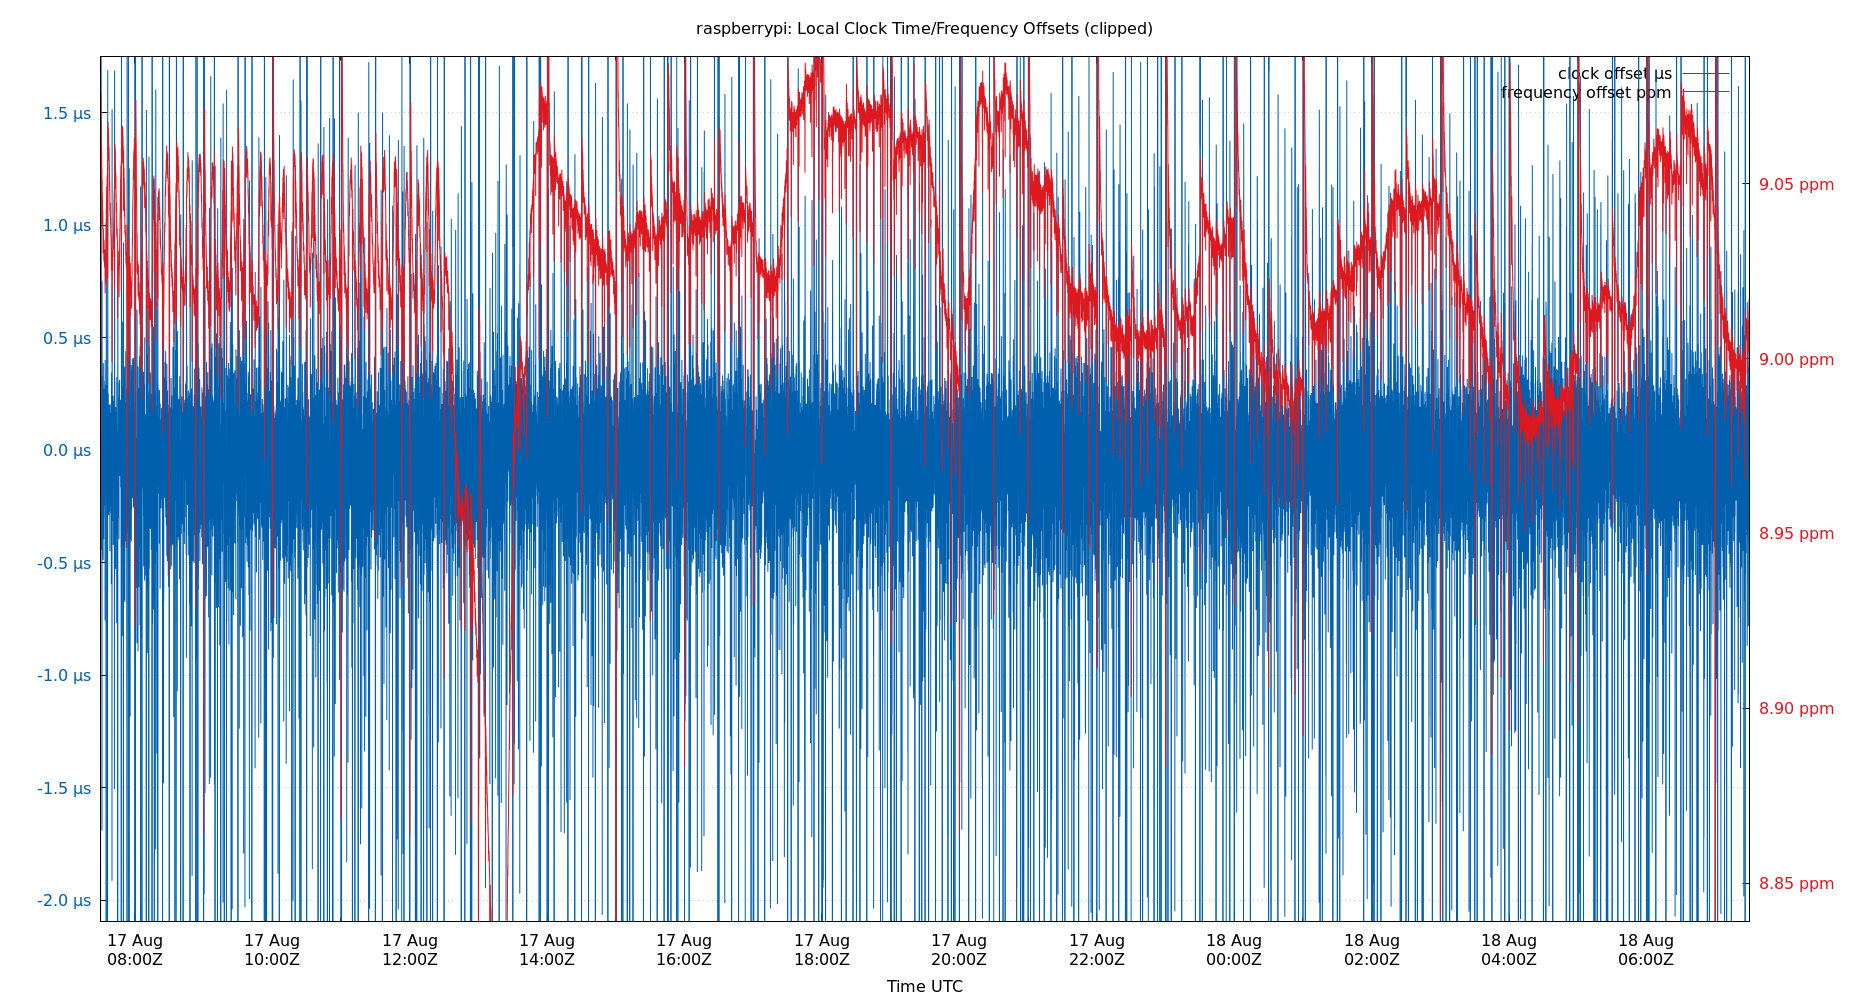 raspberrypi: Local Clock Time/Frequency Offsets (clipped)
clock offset µs
frequency offset ppm
1.5 µs
1.0 µs
0.5 µs
0.0 µs
-0.5 µs
-1.0 µs
-1.5 µs
-2.0 µs
9.05 ppm
9.00 ppm
8.95 ppm
8.90 ppm
8.85 ppm
17 Aug
08:00Z
17 Aug
10:00Z
17 Aug
12:00Z
17 Aug
14:00Z
17 Aug
16:00Z
17 Aug
18:00Z
17 Aug
20:00Z
17 Aug
22:00Z
18 Aug
00:00Z
18 Aug
02:00Z
18 Aug
04:00Z
18 Aug
06:00Z
Time UTC